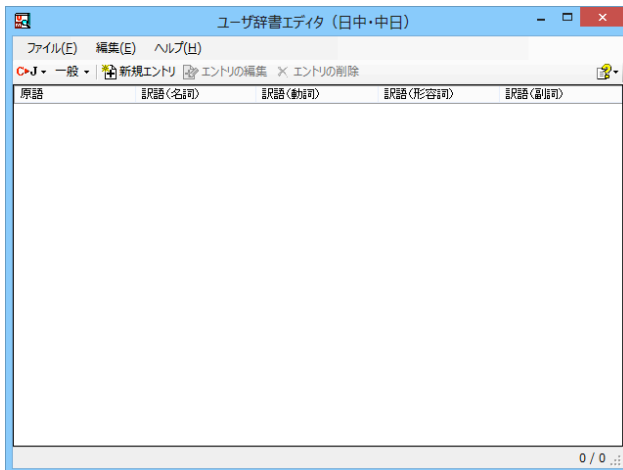 ユーザ辞書エディタ（日中・中日）
ファイル(F) 編集(E) ヘルプ(H)
C▸J 一般 新規エントリ エントリの編集 エントリの削除
原語 訳語(名詞) 訳語(動詞) 訳語(形容詞) 訳語(副詞)
0 / 0